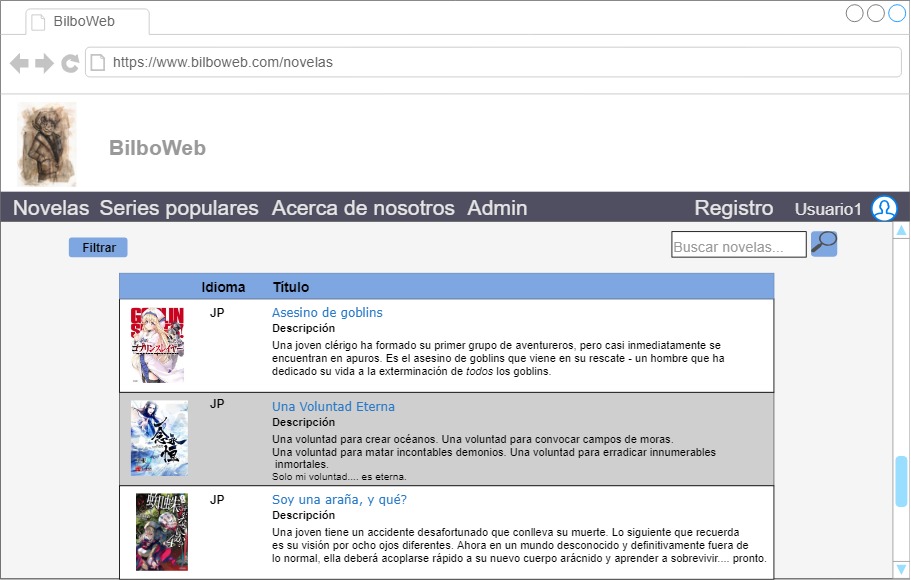 BilboWeb
https://www.bilboweb.com/novelas
BilboWeb
Novelas Series populares Acerca de nosotros Admin Registro Usuario1
Filtrar
Buscar novelas...
Idioma Título
GOBLIN
JP
Asesino de goblins
Descripción
Una joven clérigo ha formado su primer grupo de aventureros, pero casi inmediatamente se
encuentran en apuros. Es el asesino de goblins que viene en su rescate - un hombre que ha
dedicado su vida a la exterminación de todos los goblins.
JP
Una Voluntad Eterna
Descripción
Una voluntad para crear océanos. Una voluntad para convocar campos de moras.
Una voluntad para matar incontables demonios. Una voluntad para erradicar innumerables
inmortales.
Solo mi voluntad.... es eterna.
蜘蛛
JP
Soy una araña, y qué?
Descripción
Una joven tiene un accidente desafortunado que conlleva su muerte. Lo siguiente que recuerda
es su visión por ocho ojos diferentes. Ahora en un mundo desconocido y definitivamente fuera de
lo normal, ella deberá acoplarse rápido a su nuevo cuerpo arácnido y aprender a sobrevivir.... pronto.